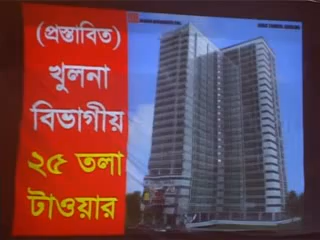 (প্রস্তাবিত)
খুলনা
বিভাগীয়
২৫ তলা
টাওয়ার